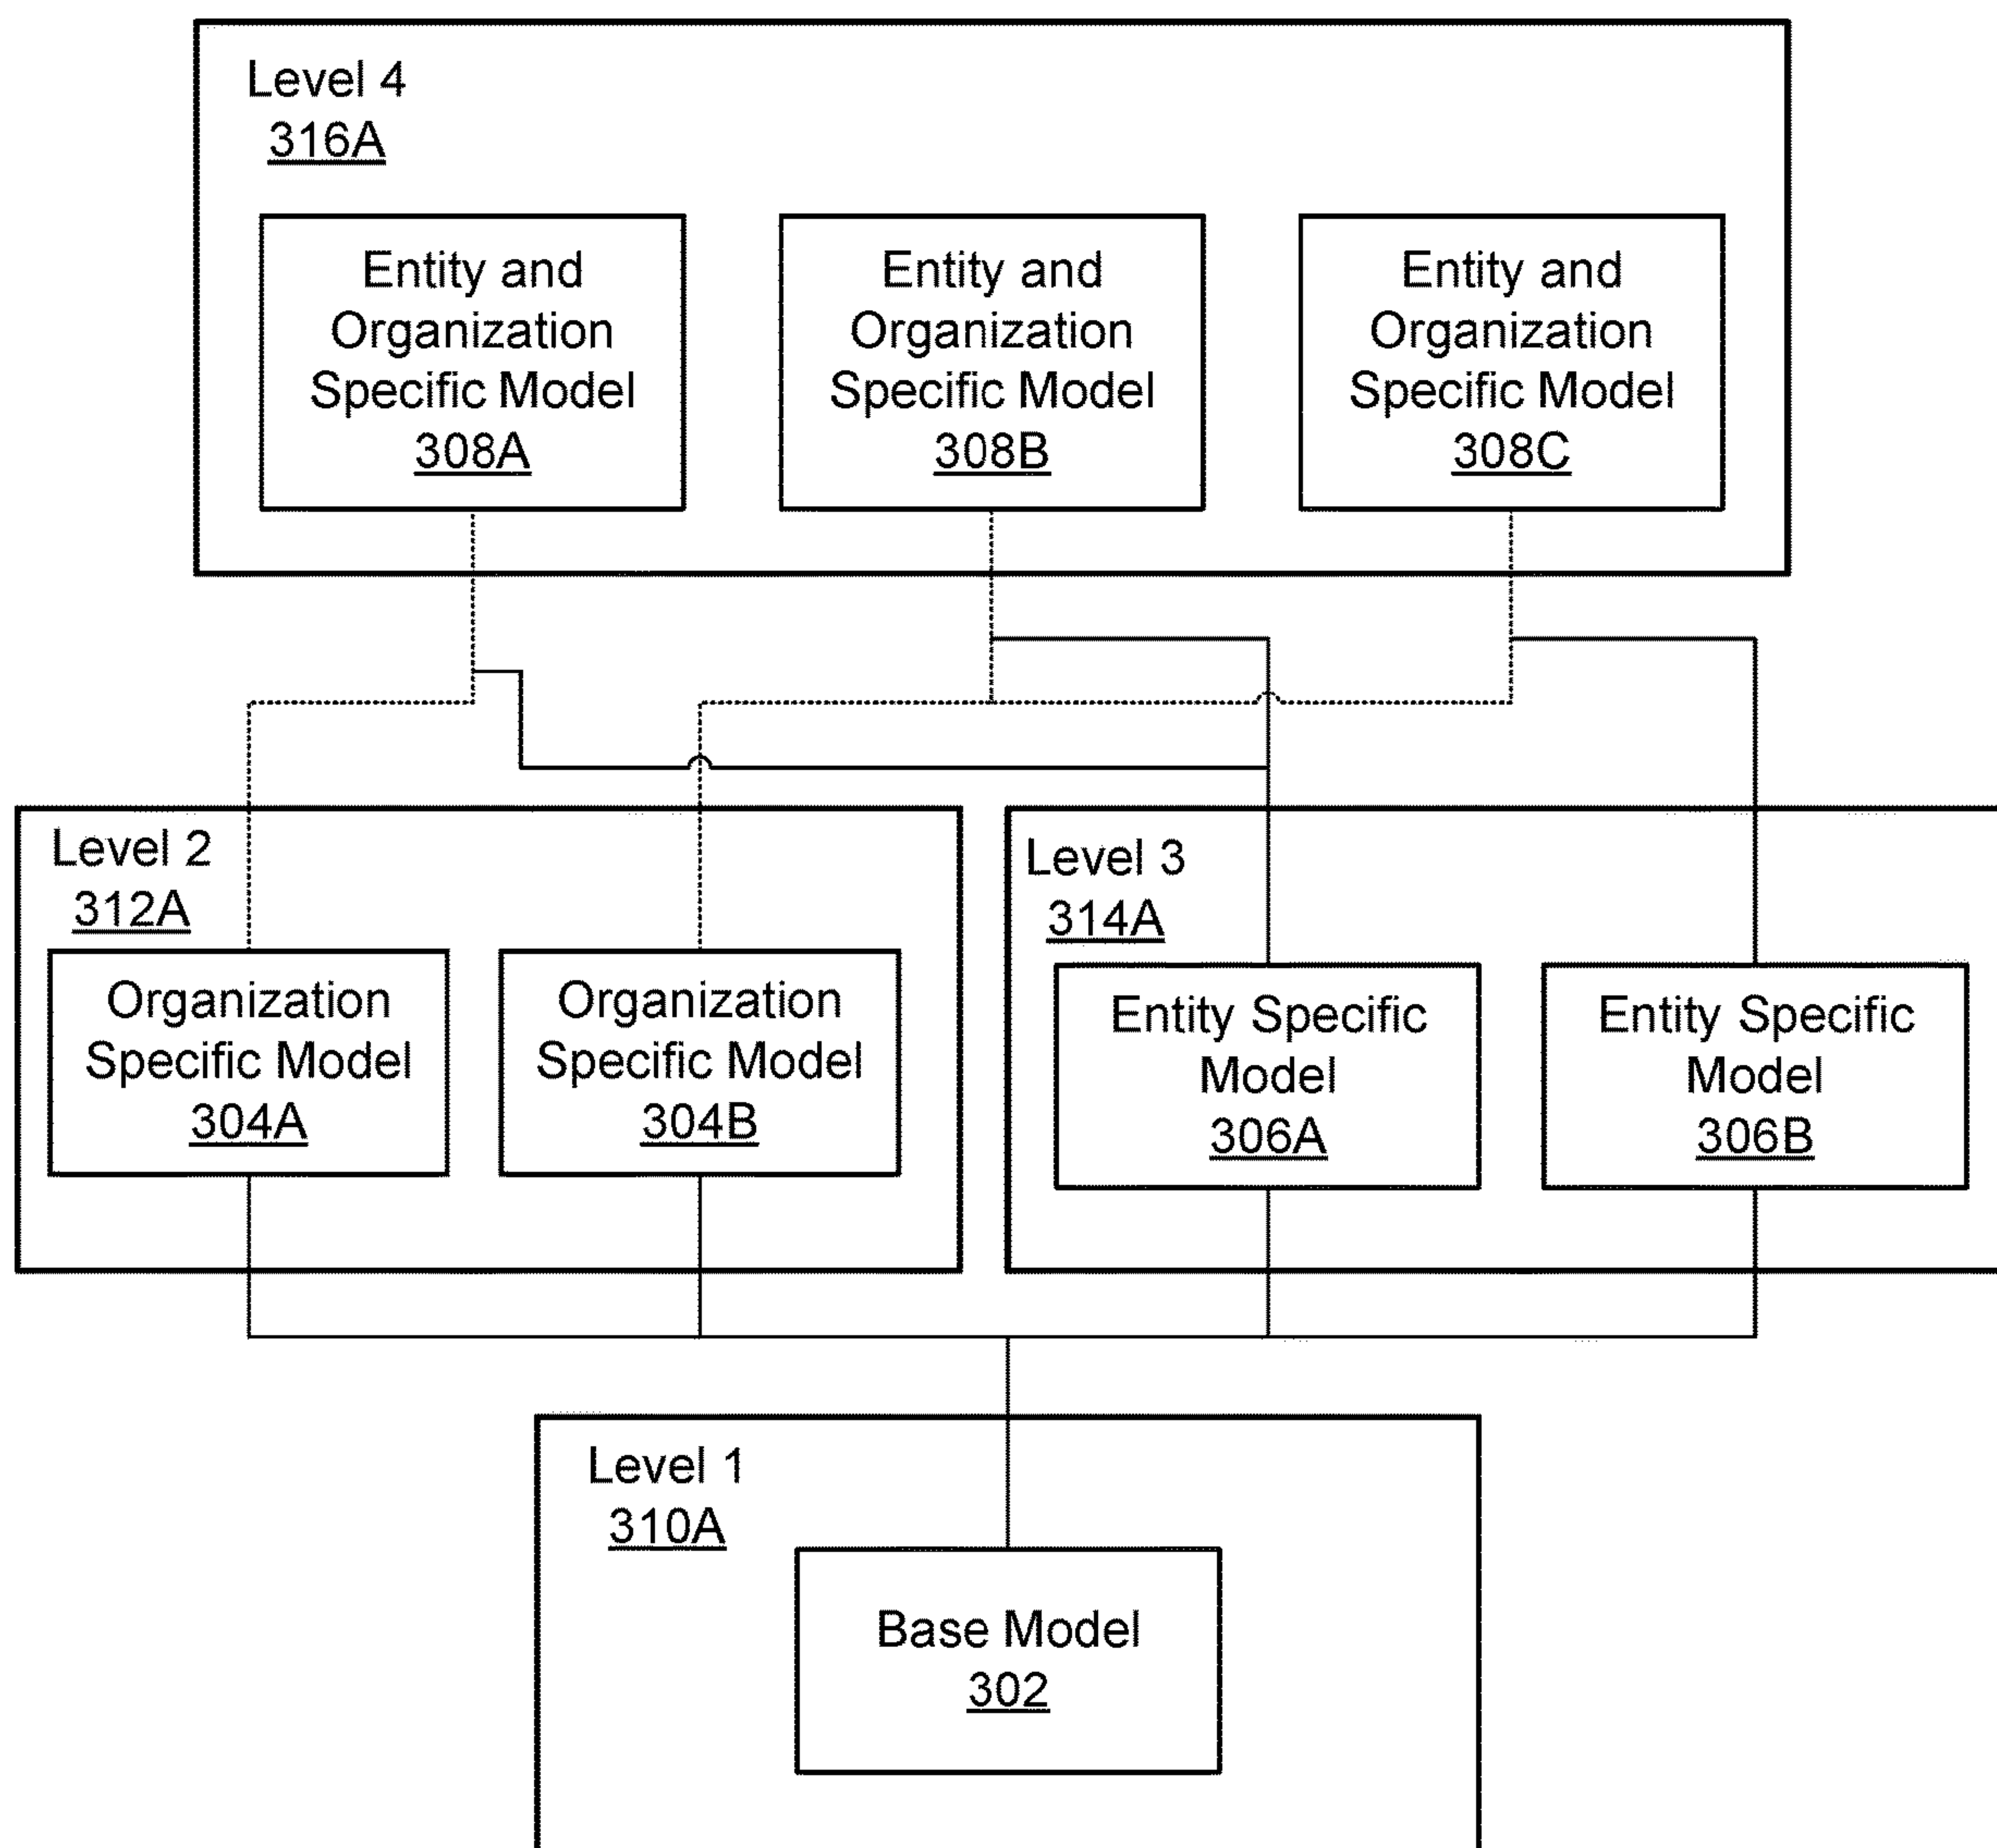 Level 4
316A
Entity and
Organization
Specific Model
308A
Entity and
Organization
Specific Model
308B
Entity and
Organization
Specific Model
308C
Level 2
312A
Organization
Specific Model
304A
Organization
Specific Model
304B
Level 3
314A
Entity Specific
Model
306A
Entity Specific
Model
306B
Level 1
310A
Base Model
302